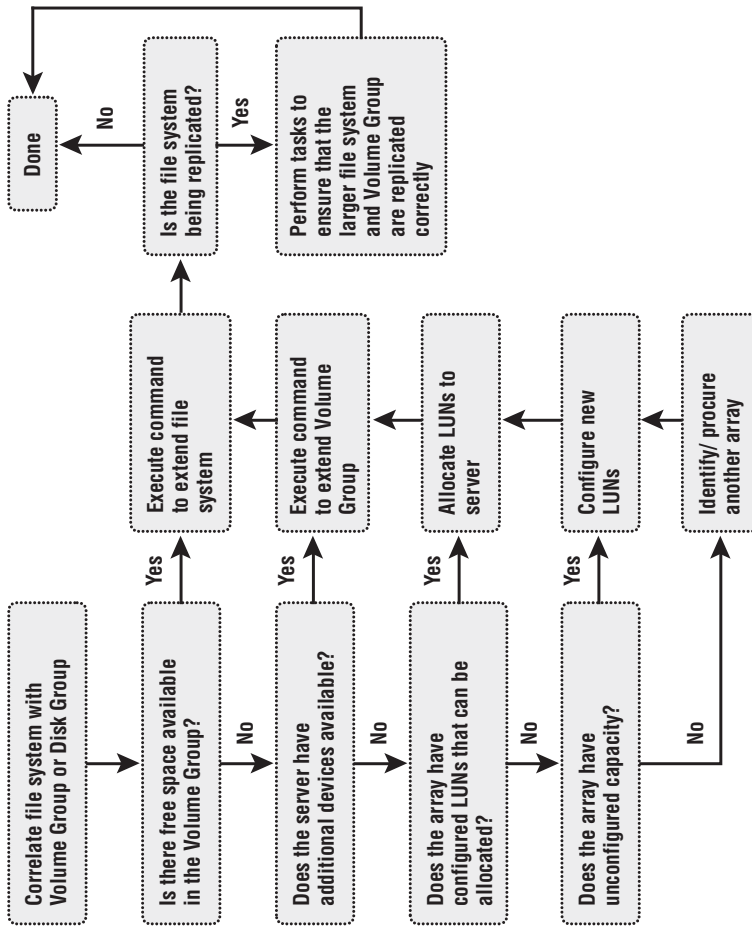 Correlate file system with
Volume Group or Disk Group
Is there free space available
in the Volume Group?
Yes
No
Does the server have
additional devices available?
Yes
No
Does the array have
configured LUNs that can be
allocated?
Yes
No
Does the array have
unconfigured capacity?
Yes
No
Execute command
to extend file
system
Execute command
to extend Volume
Group
Allocate LUNs to
server
Configure new
LUNs
Identify/ procure
another array
Done
No
Is the file system
being replicated?
Yes
Perform tasks to
ensure that the
larger file system
and Volume Group
are replicated
correctly